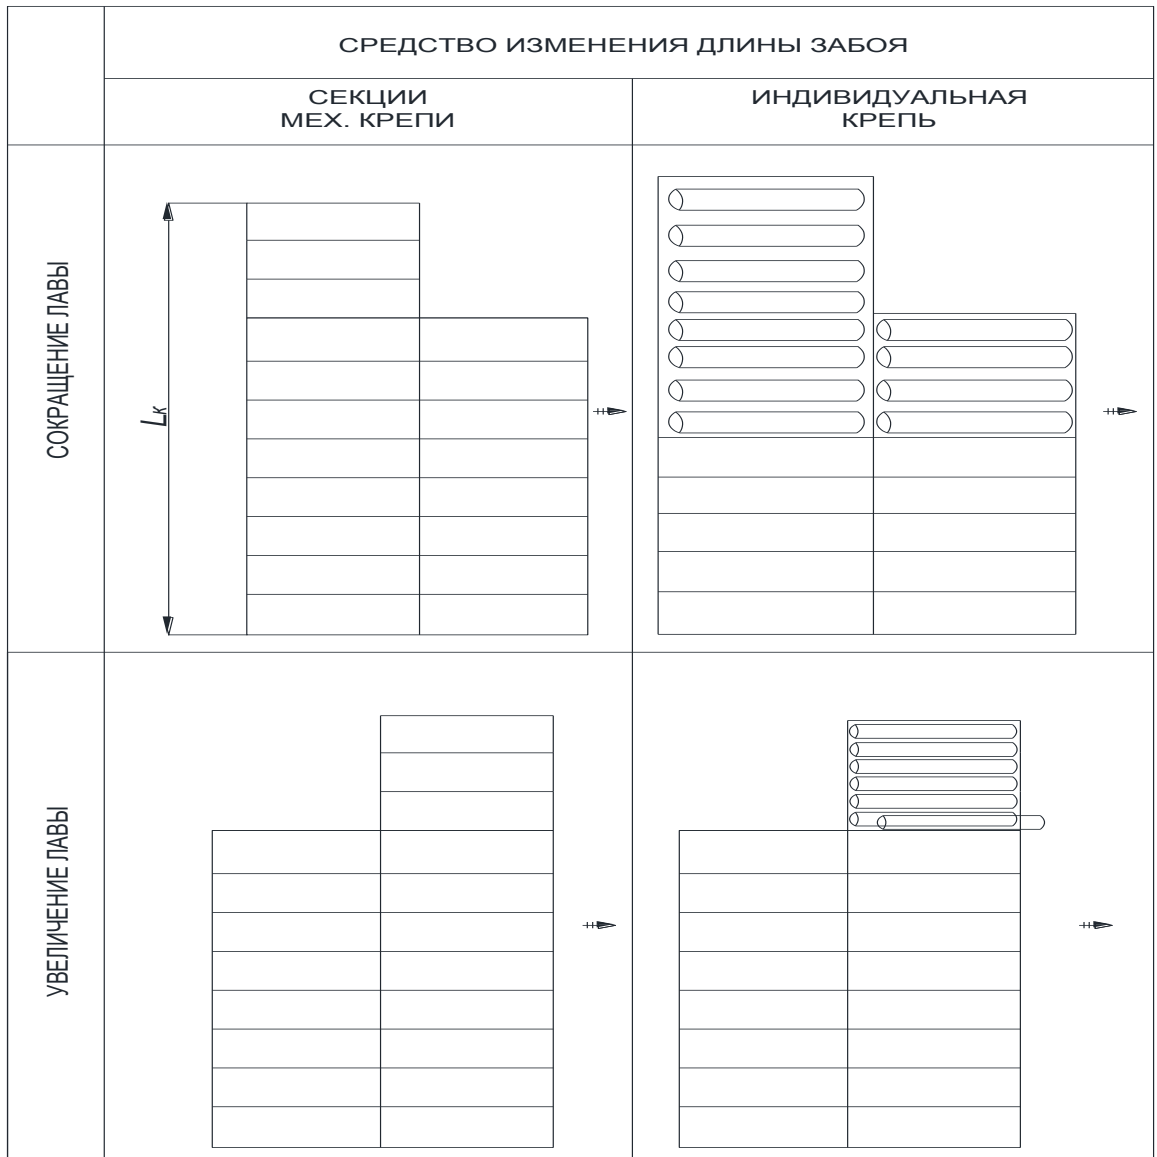 СРЕДСТВО ИЗМЕНЕНИЯ ДЛИНЫ ЗАБОЯ
СЕКЦИИ
МЕХ. КРЕПИ
ИНДИВИДУАЛЬНАЯ
КРЕПЬ
СОКРАЩЕНИЕ ЛАВЫ
Lк
УВЕЛИЧЕНИЕ ЛАВЫ